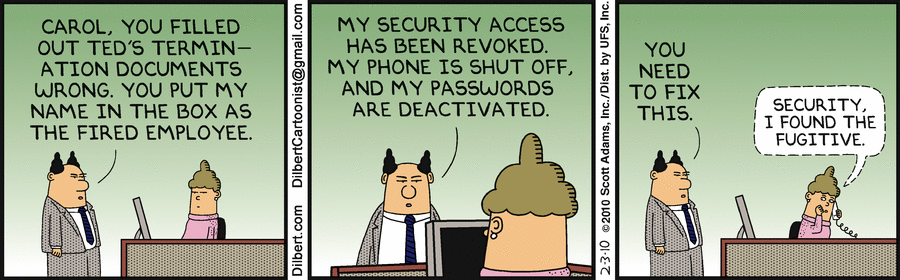 CAROL, YOU FILLED
OUT TED'S TERMIN-
ATION DOCUMENTS
WRONG. YOU PUT MY
NAME IN THE BOX AS
THE FIRED EMPLOYEE.
Dilbert.com DilbertCartoonist@gmail.com
MY SECURITY ACCESS
HAS BEEN REVOKED.
MY PHONE IS SHUT OFF,
AND MY PASSWORDS
ARE DEACTIVATED.
2-3-10 ©2010 Scott Adams, Inc./Dist. by UFS, Inc.
YOU
NEED
TO FIX
THIS.
SECURITY,
I FOUND THE
FUGITIVE.